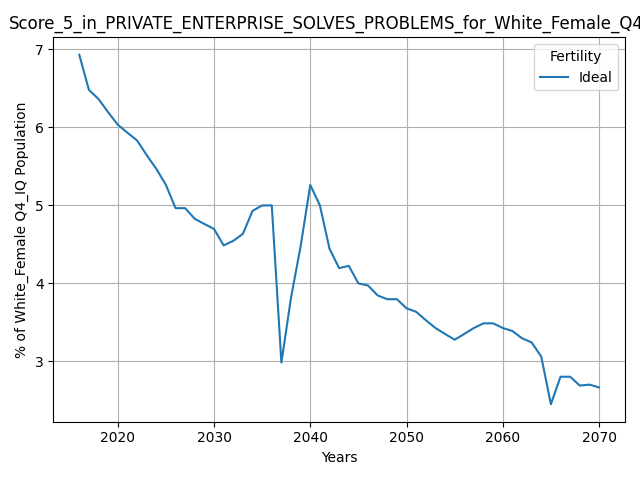 Score_5_in_PRIVATE_ENTERPRISE_SOLVES_PROBLEMS_for_White_Female_Q4
Fertility
Ideal
7
6
5
4
3
% of White_Female Q4_IQ Population
2020 2030 2040 2050 2060 2070
Years